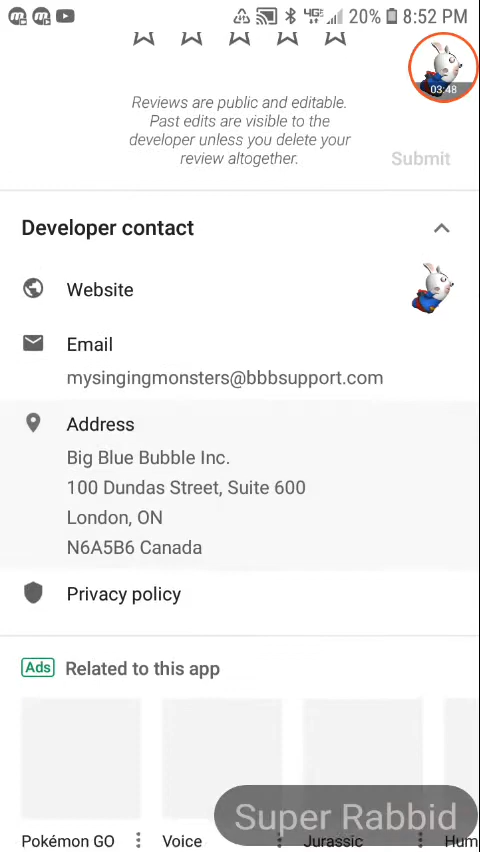 20% 8:52 PM
03:48
Reviews are public and editable.
Past edits are visible to the
developer unless you delete your
review altogether.
Submit
Developer contact
Website
Email
mysingingmonsters@bbbsupport.com
Address
Big Blue Bubble Inc.
100 Dundas Street, Suite 600
London, ON
N6A5B6 Canada
Privacy policy
Ads Related to this app
Super Rabbid
Pokémon GO Voice Jurassic Hum